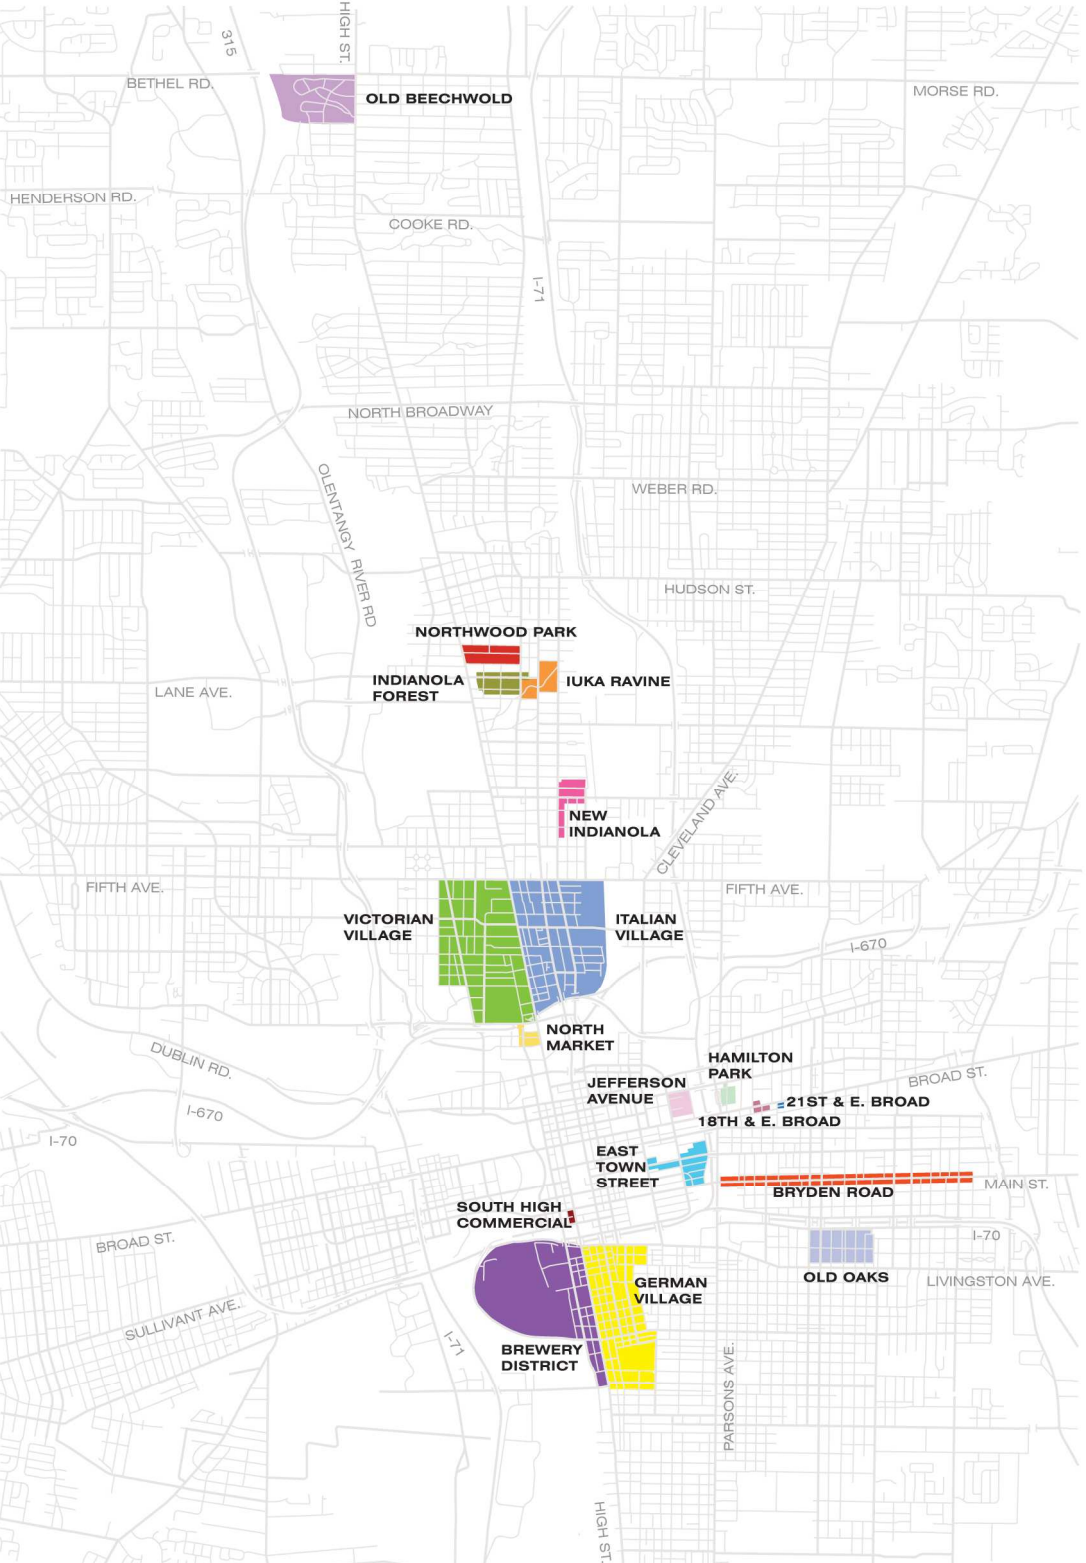 315
HIGH ST.
BETHEL RD.
OLD BEECHWOLD
MORSE RD.
HENDERSON RD.
COOKE RD.
I-71
NORTH BROADWAY
OLENTANGY RIVER RD
WEBER RD.
HUDSON ST.
NORTHWOOD PARK
INDIANOLA
FOREST
IUKA RAVINE
LANE AVE.
NEW
INDIANOLA
CLEVELAND AVE.
FIFTH AVE.
FIFTH AVE.
VICTORIAN
VILLAGE
ITALIAN
VILLAGE
I-670
NORTH
MARKET
DUBLIN RD.
HAMILTON
PARK
JEFFERSON
AVENUE
BROAD ST.
21ST & E. BROAD
18TH & E. BROAD
I-670
I-70
EAST
TOWN
STREET
BRYDEN ROAD
MAIN ST.
SOUTH HIGH
COMMERCIAL
BROAD ST.
I-70
OLD OAKS
LIVINGSTON AVE.
GERMAN
VILLAGE
SULLIVANT AVE.
I-71
BREWERY
DISTRICT
PARSONS AVE.
HIGH ST.